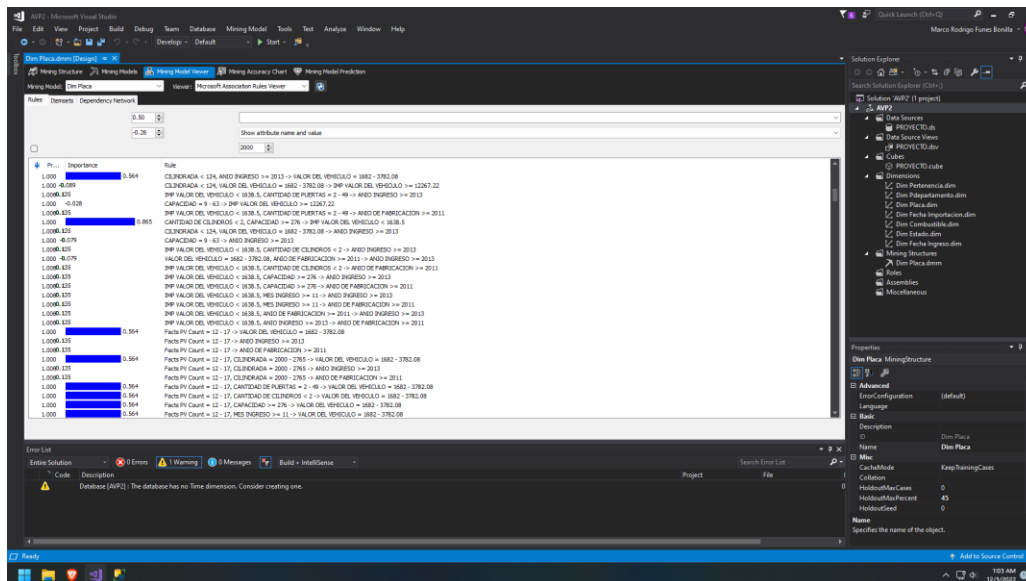 AVP2 - Microsoft Visual Studio
Quick Launch (Ctrl+Q)
File Edit View Project Build Debug Team Database Mining Model Tools Test Analyze Window Help
Marco Rodrigo Funes Bonilla
Develop Default Start
Toolbox
Dim Placa.dmm [Design]
Mining Structure Mining Models Mining Model Viewer Mining Accuracy Chart Mining Model Prediction
Mining Model: Dim Placa Viewer: Microsoft Association Rules Viewer
Rules Itemsets Dependency Network
0.50
-0.26 Show attribute name and value
2000
Pr... Importance Rule
1.000 0.564 CILINDRADA < 124, ANIO INGRESO >= 2013 -> VALOR DEL VEHICULO = 1682 - 3782.08
1.000 -0.089 CILINDRADA < 124, VALOR DEL VEHICULO = 1682 - 3782.08 -> IMP VALOR DEL VEHICULO >= 12267.22
1.000 0.135 IMP VALOR DEL VEHICULO < 1638.5, CANTIDAD DE PUERTAS = 2 - 49 -> ANIO INGRESO >= 2013
1.000 -0.028 CAPACIDAD = 9 - 63 -> IMP VALOR DEL VEHICULO >= 12267.22
1.000 0.135 IMP VALOR DEL VEHICULO < 1638.5, CANTIDAD DE PUERTAS = 2 - 49 -> ANIO DE FABRICACION >= 2011
1.000 0.865 CANTIDAD DE CILINDROS < 2, CAPACIDAD >= 276 -> IMP VALOR DEL VEHICULO < 1638.5
1.000 0.135 CILINDRADA < 124, VALOR DEL VEHICULO = 1682 - 3782.08 -> ANIO INGRESO >= 2013
1.000 -0.079 CAPACIDAD = 9 - 63 -> ANIO INGRESO >= 2013
1.000 0.135 IMP VALOR DEL VEHICULO < 1638.5, CANTIDAD DE CILINDROS < 2 -> ANIO INGRESO >= 2013
1.000 -0.079 VALOR DEL VEHICULO = 1682 - 3782.08, ANIO DE FABRICACION >= 2011 -> ANIO INGRESO >= 2013
1.000 0.135 IMP VALOR DEL VEHICULO < 1638.5, CANTIDAD DE CILINDROS < 2 -> ANIO DE FABRICACION >= 2011
1.000 0.135 IMP VALOR DEL VEHICULO < 1638.5, CAPACIDAD >= 276 -> ANIO INGRESO >= 2013
1.000 0.135 IMP VALOR DEL VEHICULO < 1638.5, CAPACIDAD >= 276 -> ANIO DE FABRICACION >= 2011
1.000 0.135 IMP VALOR DEL VEHICULO < 1638.5, MES INGRESO >= 11 -> ANIO INGRESO >= 2013
1.000 0.135 IMP VALOR DEL VEHICULO < 1638.5, MES INGRESO >= 11 -> ANIO DE FABRICACION >= 2011
1.000 0.135 IMP VALOR DEL VEHICULO < 1638.5, ANIO DE FABRICACION >= 2011 -> ANIO INGRESO >= 2013
1.000 0.135 IMP VALOR DEL VEHICULO < 1638.5, ANIO INGRESO >= 2013 -> ANIO DE FABRICACION >= 2011
1.000 0.564 Facts PV Count = 12 - 17 -> VALOR DEL VEHICULO = 1682 - 3782.08
1.000 0.135 Facts PV Count = 12 - 17 -> ANIO INGRESO >= 2013
1.000 0.135 Facts PV Count = 12 - 17 -> ANIO DE FABRICACION >= 2011
1.000 0.564 Facts PV Count = 12 - 17, CILINDRADA = 2000 - 2765 -> VALOR DEL VEHICULO = 1682 - 3782.08
1.000 0.135 Facts PV Count = 12 - 17, CILINDRADA = 2000 - 2765 -> ANIO INGRESO >= 2013
1.000 0.135 Facts PV Count = 12 - 17, CILINDRADA = 2000 - 2765 -> ANIO DE FABRICACION >= 2011
1.000 0.564 Facts PV Count = 12 - 17, CANTIDAD DE PUERTAS = 2 - 49 -> VALOR DEL VEHICULO = 1682 - 3782.08
1.000 0.564 Facts PV Count = 12 - 17, CANTIDAD DE CILINDROS < 2 -> VALOR DEL VEHICULO = 1682 - 3782.08
1.000 0.564 Facts PV Count = 12 - 17, CAPACIDAD >= 276 -> VALOR DEL VEHICULO = 1682 - 3782.08
1.000 0.564 Facts PV Count = 12 - 17, MES INGRESO >= 11 -> VALOR DEL VEHICULO = 1682 - 3782.08
Error List
Entire Solution 0 Errors 1 Warning 0 Messages Build + IntelliSense Search Error List
Code Description Project File
Database [AVP2] : The database has no Time dimension. Consider creating one. 0
Solution Explorer
Search Solution Explorer (Ctrl+;)
Solution 'AVP2' (1 project)
AVP2
Data Sources
PROYECTO.ds
Data Source Views
PROYECTO.dsv
Cubes
PROYECTO.cube
Dimensions
Dim Pertenencia.dim
Dim Pdepartamento.dim
Dim Placa.dim
Dim Fecha Importacion.dim
Dim Combustible.dim
Dim Estado.dim
Dim Fecha Ingreso.dim
Mining Structures
Dim Placa.dmm
Roles
Assemblies
Miscellaneous
Properties
Dim Placa MiningStructure
Advanced
ErrorConfiguration (default)
Language
Basic
Description
ID Dim Placa
Name Dim Placa
Misc
CacheMode KeepTrainingCases
Collation
HoldoutMaxCases 0
HoldoutMaxPercent 45
HoldoutSeed 0
Name
Specifies the name of the object.
Ready Add to Source Control
1:03 AM
12/3/2022